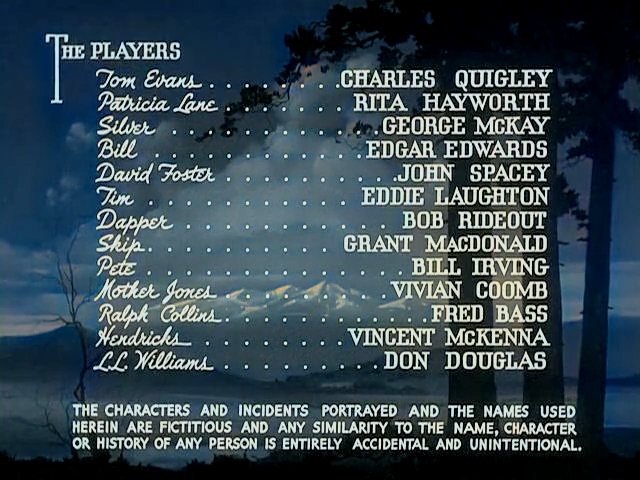 THE PLAYERS
Tom Evans . . . . . . . . CHARLES QUIGLEY
Patricia Lane . . . . . . . RITA HAYWORTH
Silver . . . . . . . . . . . GEORGE McKAY
Bill . . . . . . . . . . . . EDGAR EDWARDS
David Foster . . . . . . . . . JOHN SPACEY
Tim . . . . . . . . . . . EDDIE LAUGHTON
Dapper . . . . . . . . . . . BOB RIDEOUT
Skip . . . . . . . . . . GRANT MACDONALD
Pete . . . . . . . . . . . . . BILL IRVING
Mother Jones . . . . . . . . VIVIAN COOMB
Ralph Collins . . . . . . . . . . FRED BASS
Hendricks . . . . . . . . VINCENT McKENNA
L.L. Williams . . . . . . . . . DON DOUGLAS
THE CHARACTERS AND INCIDENTS PORTRAYED AND THE NAMES USED
HEREIN ARE FICTITIOUS AND ANY SIMILARITY TO THE NAME, CHARACTER
OR HISTORY OF ANY PERSON IS ENTIRELY ACCIDENTAL AND UNINTENTIONAL.